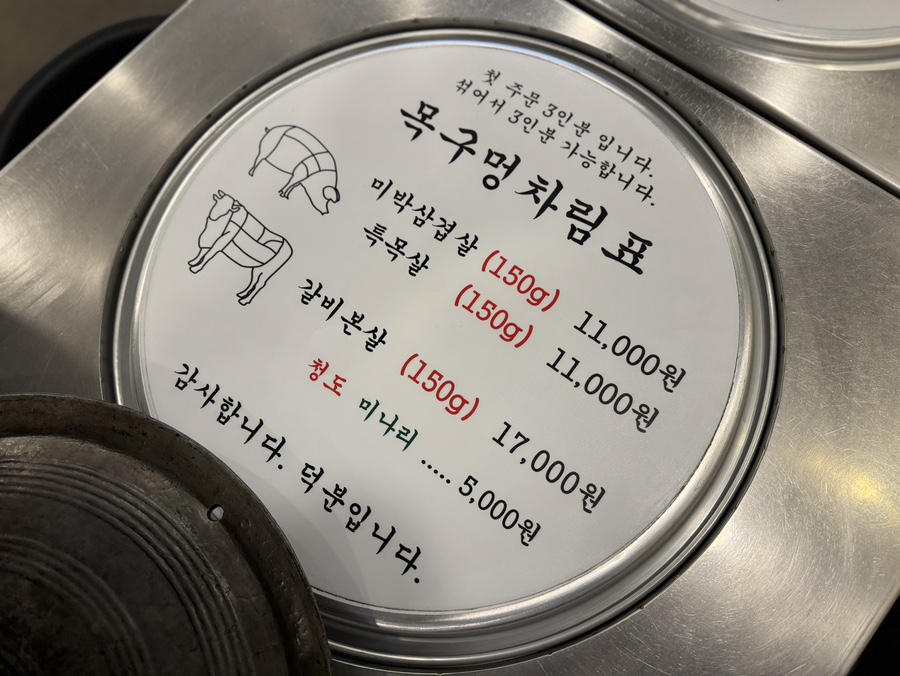 첫 주문 3인분 입니다.
섞어서 3인분 가능합니다.
목구멍 차림표
미박삼겹살 (150g) 11,000원
특목살 (150g) 11,000원
갈비본살 (150g) 17,000원
청도 미나리 ..... 5,000원
감사합니다. 덕분입니다.